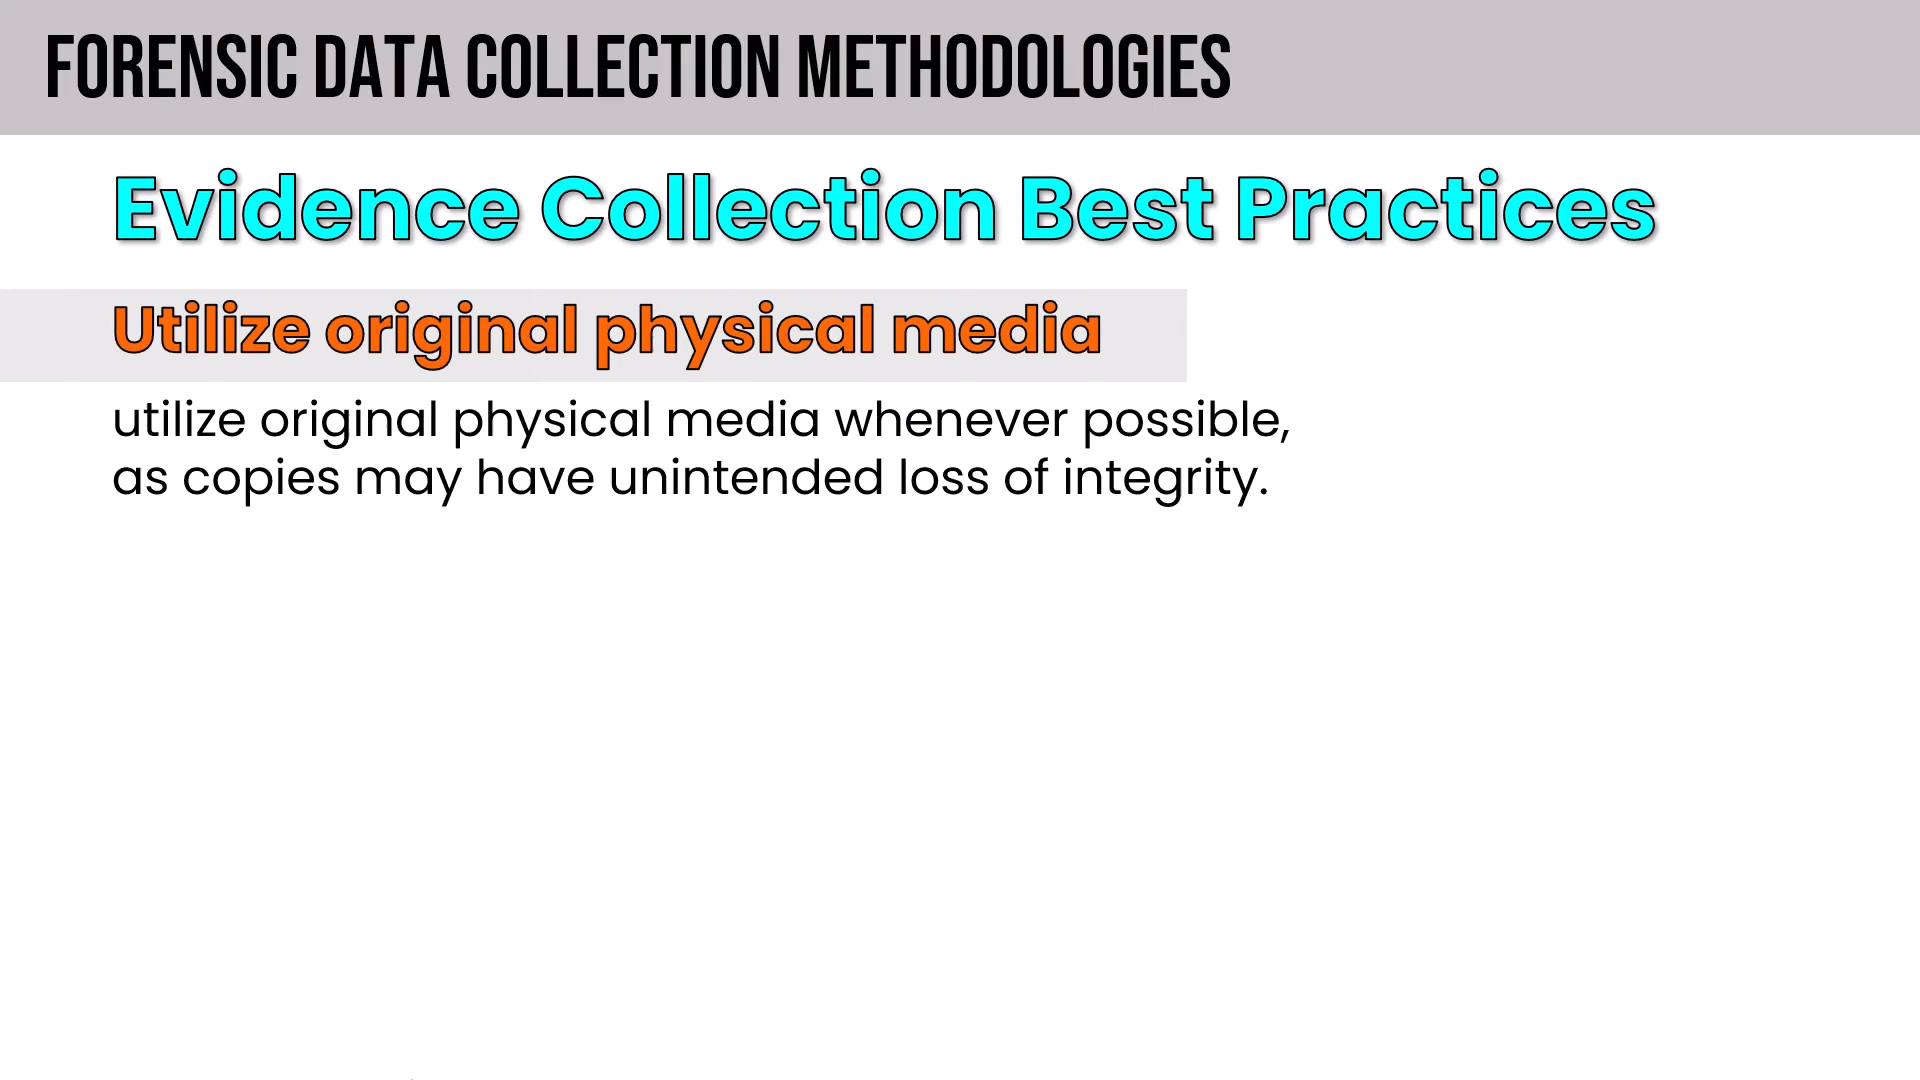 FORENSIC DATA COLLECTION METHODOLOGIES
Evidence Collection Best Practices
Utilize original physical media
utilize original physical media whenever possible,
as copies may have unintended loss of integrity.